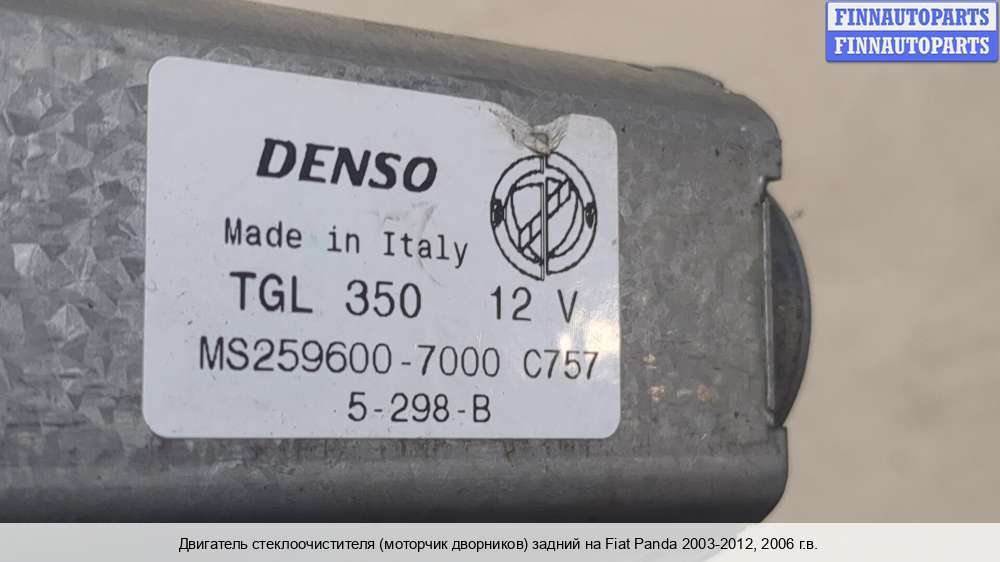 FINNAUTOPARTS
FINNAUTOPARTS
DENSO
Made in Italy
TGL 350 12 V
MS259600-7000 C757
5-298-B
Двигатель стеклоочистителя (моторчик дворников) задний на Fiat Panda 2003-2012, 2006 г.в.